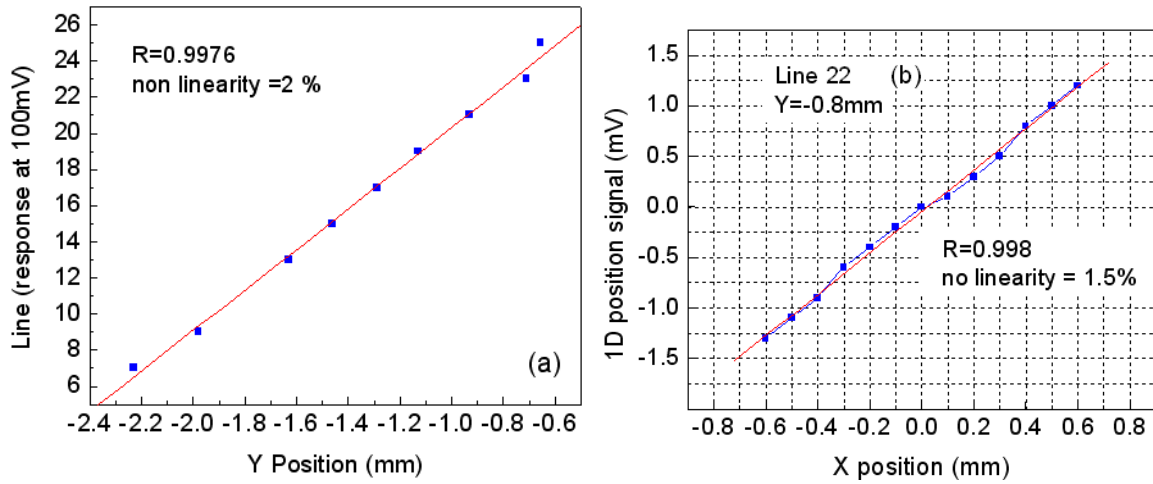 R=0.9976
non linearity =2 %
26
24
22
20
18
16
14
12
10
8
6
Line (response at 100mV)
(a)
-2.4 -2.2 -2.0 -1.8 -1.6 -1.4 -1.2 -1.0 -0.8 -0.6
Y Position (mm)
Line 22 (b)
Y=-0.8mm
1.5
1.0
0.5
0.0
-0.5
-1.0
-1.5
1D position signal (mV)
R=0.998
no linearity = 1.5%
-0.8 -0.6 -0.4 -0.2 0.0 0.2 0.4 0.6 0.8
X position (mm)